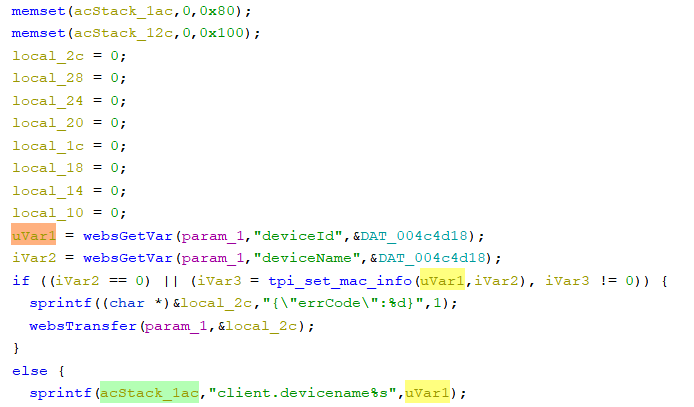 memset(acStack_1ac,0,0x80);
memset(acStack_12c,0,0x100);
local_2c = 0;
local_28 = 0;
local_24 = 0;
local_20 = 0;
local_1c = 0;
local_18 = 0;
local_14 = 0;
local_10 = 0;
uVar1 = websGetVar(param_1,"deviceId",&DAT_004c4d18);
iVar2 = websGetVar(param_1,"deviceName",&DAT_004c4d18);
if ((iVar2 == 0) || (iVar3 = tpi_set_mac_info(uVar1,iVar2), iVar3 != 0)) {
sprintf((char *)&local_2c,"{\"errCode\":%d}",1);
websTransfer(param_1,&local_2c);
}
else {
sprintf(acStack_1ac,"client.devicename%s",uVar1);